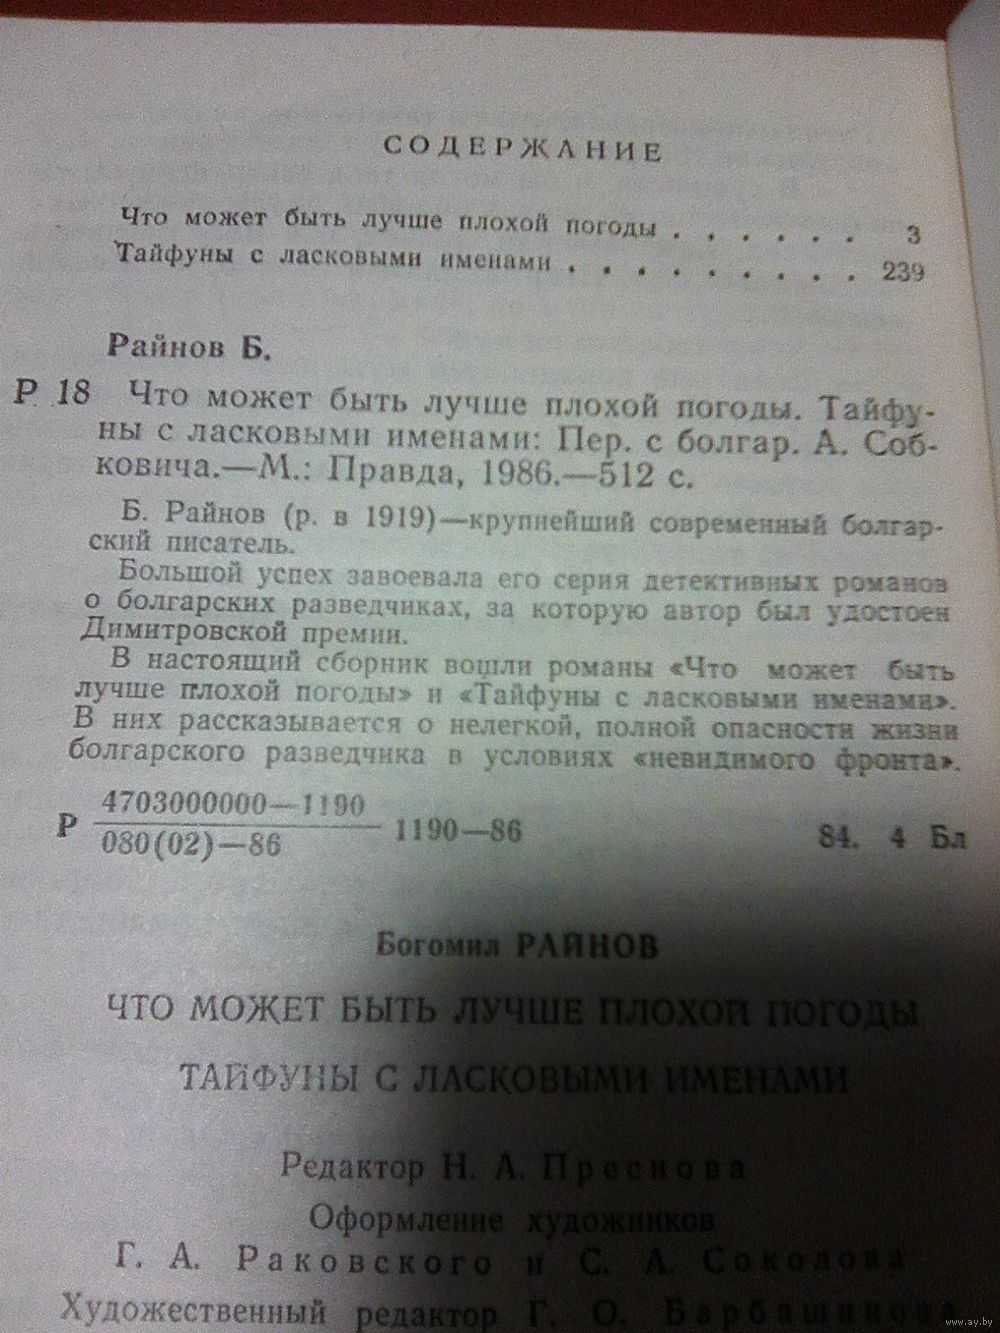 СОДЕРЖАНИЕ
Что может быть лучше плохой погоды . . . . . . 3
Тайфуны с ласковыми именами . . . . . . . . . 239
Райнов Б.
Р 18 Что может быть лучше плохой погоды. Тайфу-
ны с ласковыми именами: Пер. с болгар. А. Соб-
ковича.—М.: Правда, 1986.—512 с.
Б. Райнов (р. в 1919)—крупнейший современный болгар-
ский писатель.
Большой успех завоевала его серия детективных романов
о болгарских разведчиках, за которую автор был удостоен
Димитровской премии.
В настоящий сборник вошли романы «Что может быть
лучше плохой погоды» и «Тайфуны с ласковыми именами».
В них рассказывается о нелегкой, полной опасности жизни
болгарского разведчика в условиях «невидимого фронта».
4703000000—1190
Р 1190—86 84. 4 Бл
080(02)—86
Богомил РАЙНОВ
ЧТО МОЖЕТ БЫТЬ ЛУЧШЕ ПЛОХОЙ ПОГОДЫ
ТАЙФУНЫ С ЛАСКОВЫМИ ИМЕНАМИ
Редактор Н. А. Преснова
Оформление художников
Г. А. Раковского и С. А. Соколова
Художественный редактор Г. О. Барбашинова
www.ay.by